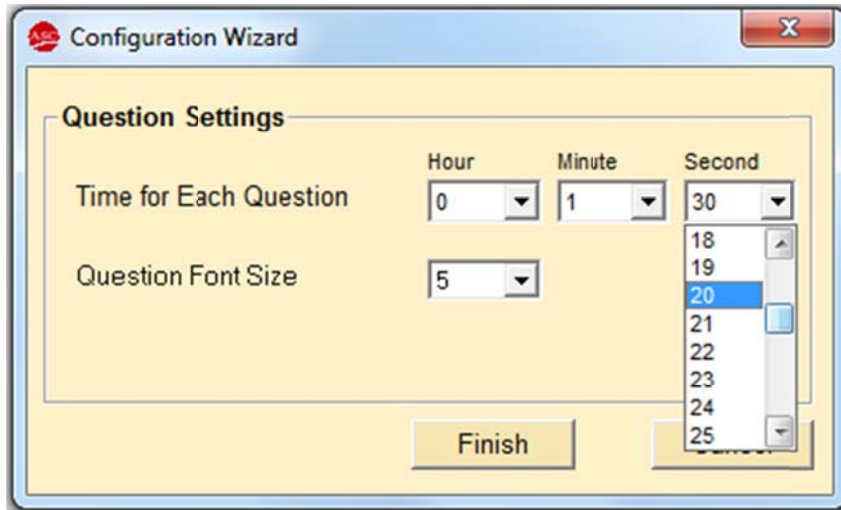 ASC
Configuration Wizard
Question Settings
Hour Minute Second
Time for Each Question 0 1 30
Question Font Size 5
18
19
20
21
22
23
24
25
Finish